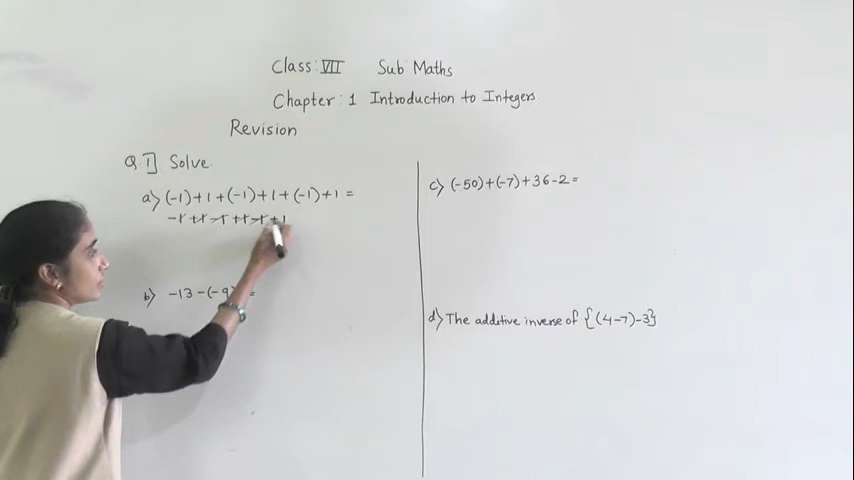 Class: VII Sub: Maths
Chapter: 1 Introduction to Integers
Revision
Q.1] Solve.
a> (-1)+1+(-1)+1+(-1)+1 =
-1+1-1+1-1+1
b> -13-(-9) =
c> (-50)+(-7)+36-2=
d> The additive inverse of {(4-7)-3}